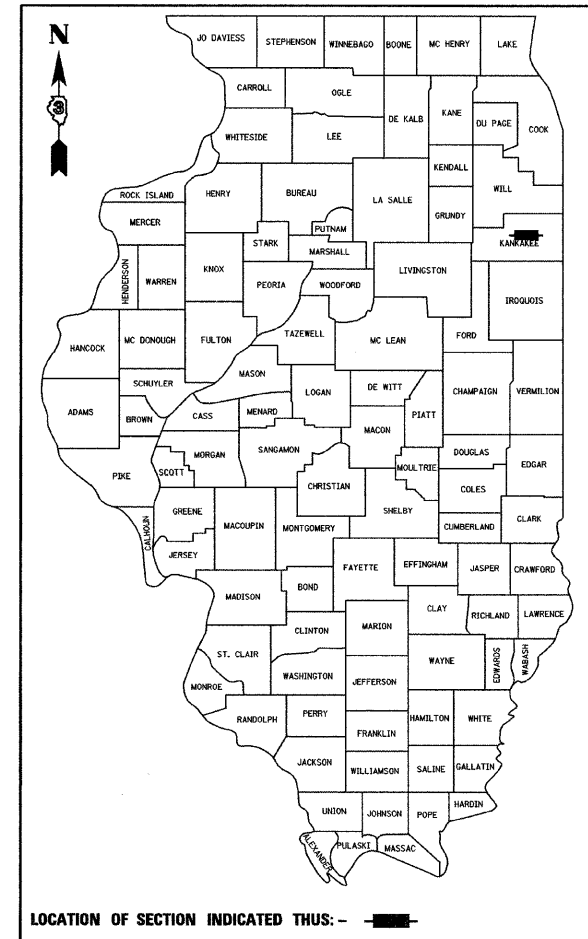 N
JO DAVIESS STEPHENSON WINNEBAGO BOONE MC HENRY LAKE
CARROLL OGLE DE KALB KANE DU PAGE COOK
WHITESIDE LEE KENDALL WILL
ROCK ISLAND HENRY BUREAU LA SALLE GRUNDY
MERCER PUTNAM KANKAKEE
STARK MARSHALL LIVINGSTON
HENDERSON WARREN KNOX PEORIA WOODFORD IROQUOIS
FULTON TAZEWELL MC LEAN FORD
HANCOCK MC DONOUGH
MASON
SCHUYLER LOGAN DE WITT CHAMPAIGN VERMILION
ADAMS BROWN CASS MENARD MACON PIATT
MORGAN SANGAMON MOULTRIE DOUGLAS EDGAR
PIKE SCOTT CHRISTIAN COLES
GREENE MACOUPIN MONTGOMERY SHELBY CUMBERLAND CLARK
CALHOUN JERSEY
FAYETTE EFFINGHAM JASPER CRAWFORD
MADISON BOND CLAY RICHLAND LAWRENCE
CLINTON MARION
ST. CLAIR WAYNE EDWARDS WABASH
WASHINGTON JEFFERSON
MONROE
RANDOLPH PERRY HAMILTON WHITE
FRANKLIN
JACKSON WILLIAMSON SALINE GALLATIN
UNION JOHNSON POPE HARDIN
ALEXANDER PULASKI MASSAC
LOCATION OF SECTION INDICATED THUS: -